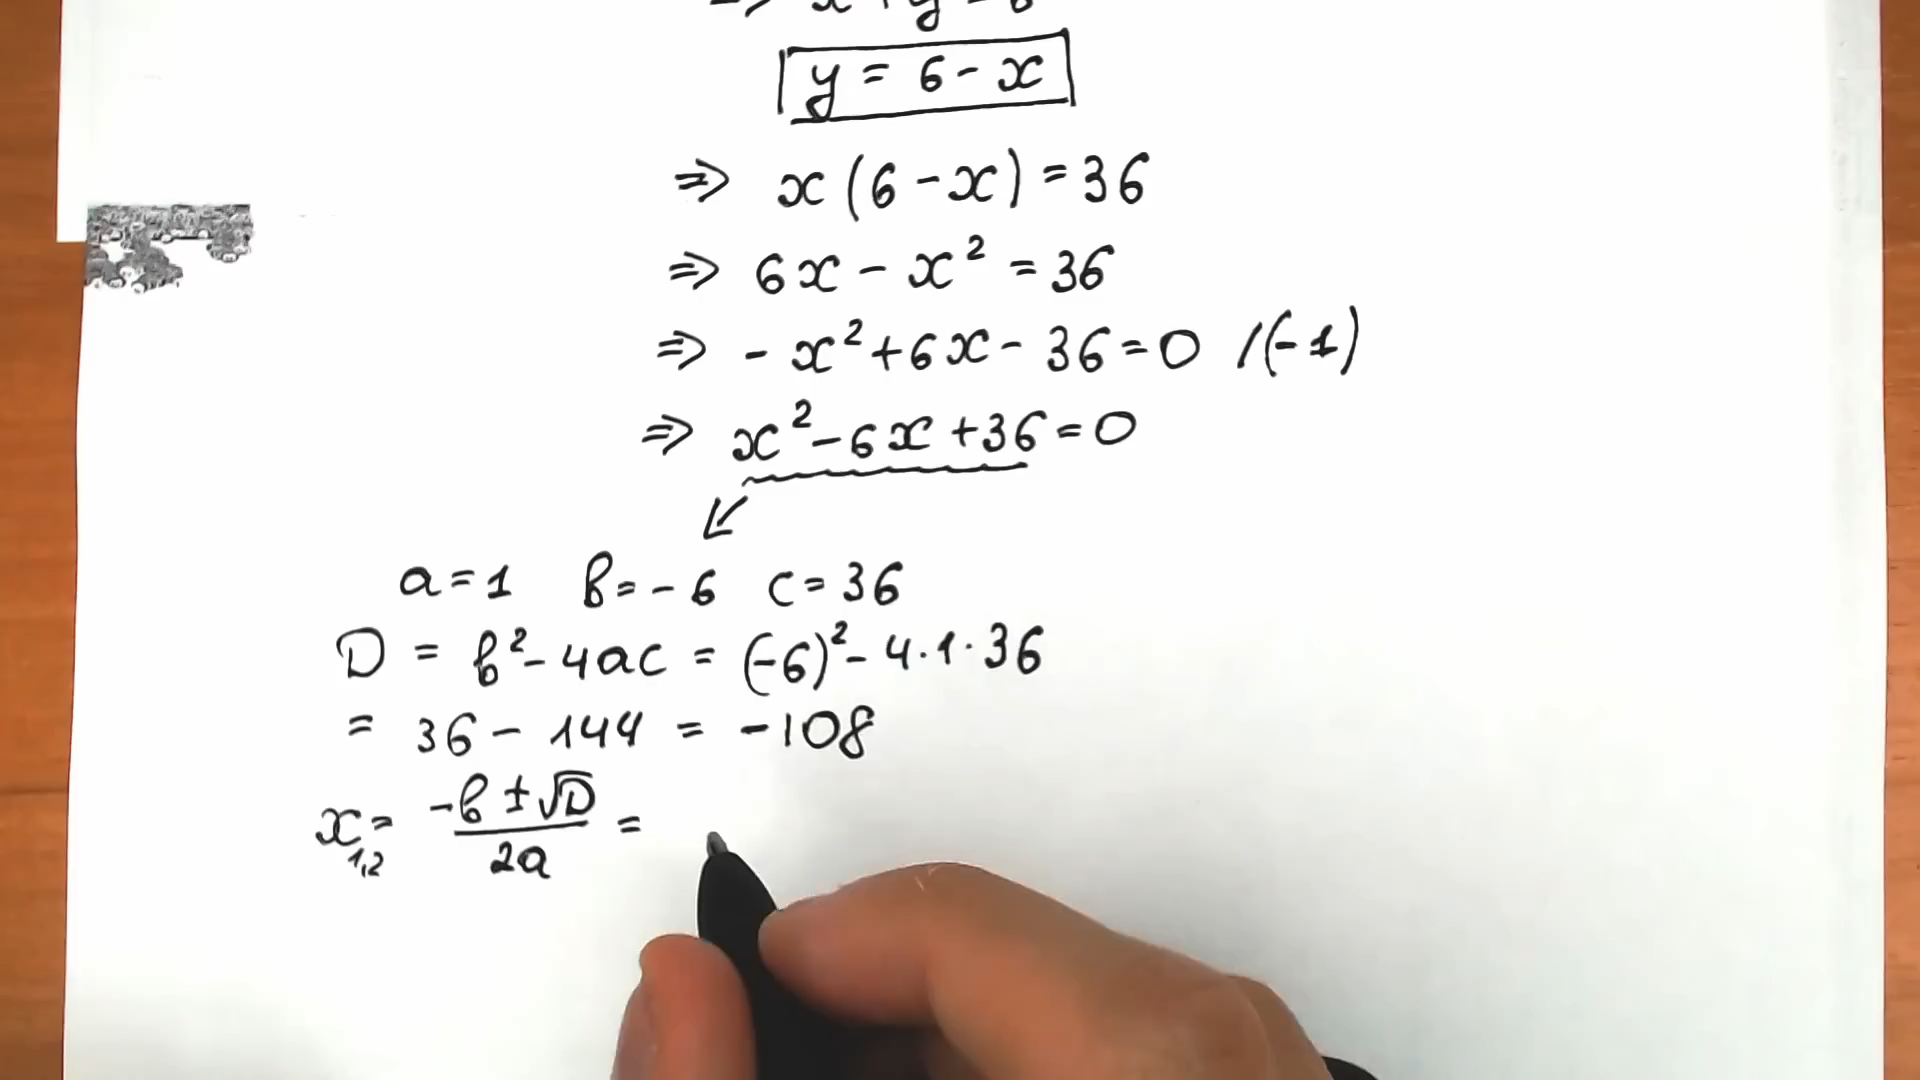 => x + y = 6
y = 6 - x
=> x (6 - x) = 36
=> 6x - x² = 36
=> - x² + 6x - 36 = 0 /(-1)
=> x² - 6x + 36 = 0
a = 1 b = - 6 c = 36
D = b² - 4ac = (-6)² - 4·1·36
= 36 - 144 = -108
x₁,₂ = (-b ± √D)/2a =